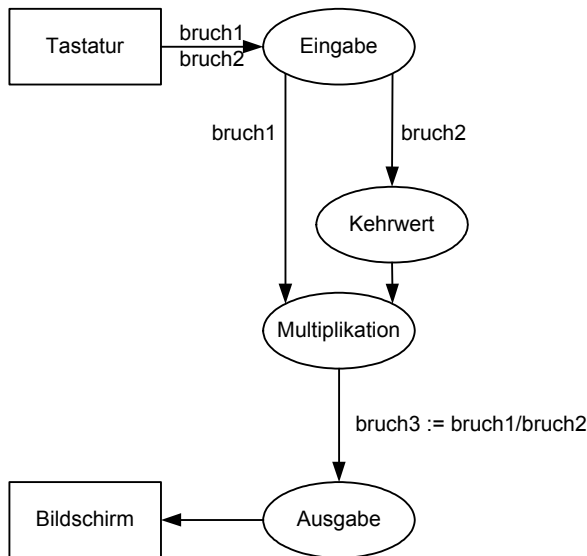 Tastatur
bruch1
bruch2
Eingabe
bruch1
bruch2
Kehrwert
Multiplikation
bruch3 := bruch1/bruch2
Bildschirm
Ausgabe